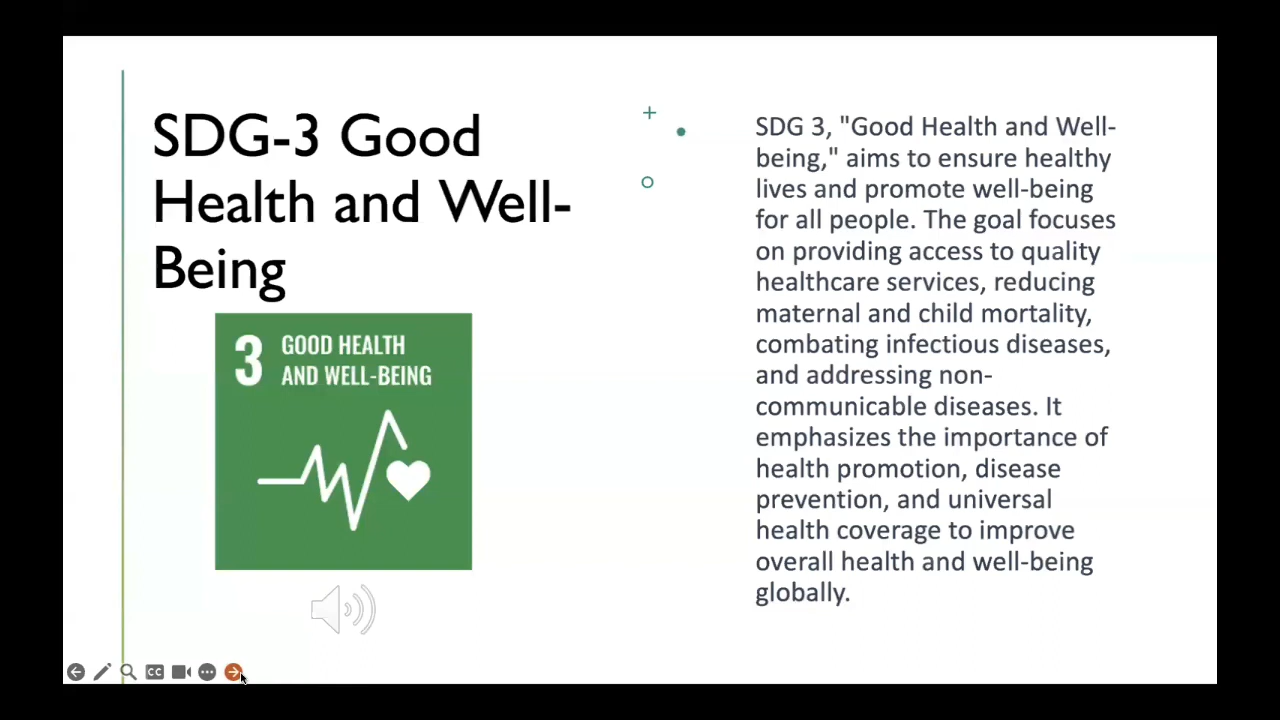 SDG-3 Good
Health and Well-
Being
3 GOOD HEALTH
AND WELL-BEING
SDG 3, "Good Health and Well-
being," aims to ensure healthy
lives and promote well-being
for all people. The goal focuses
on providing access to quality
healthcare services, reducing
maternal and child mortality,
combating infectious diseases,
and addressing non-
communicable diseases. It
emphasizes the importance of
health promotion, disease
prevention, and universal
health coverage to improve
overall health and well-being
globally.
CC